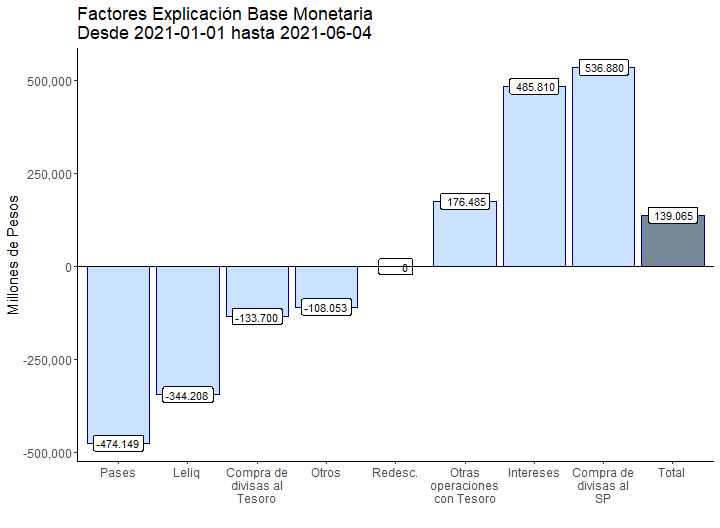 Factores Explicación Base Monetaria
Desde 2021-01-01 hasta 2021-06-04
Millones de Pesos
500,000
250,000
0
-250,000
-500,000
-474.149
-344.208
-133.700
-108.053
0
176.485
485.810
536.880
139.065
Pases
Leliq
Compra de
divisas al
Tesoro
Otros
Redesc.
Otras
operaciones
con Tesoro
Intereses
Compra de
divisas al
SP
Total